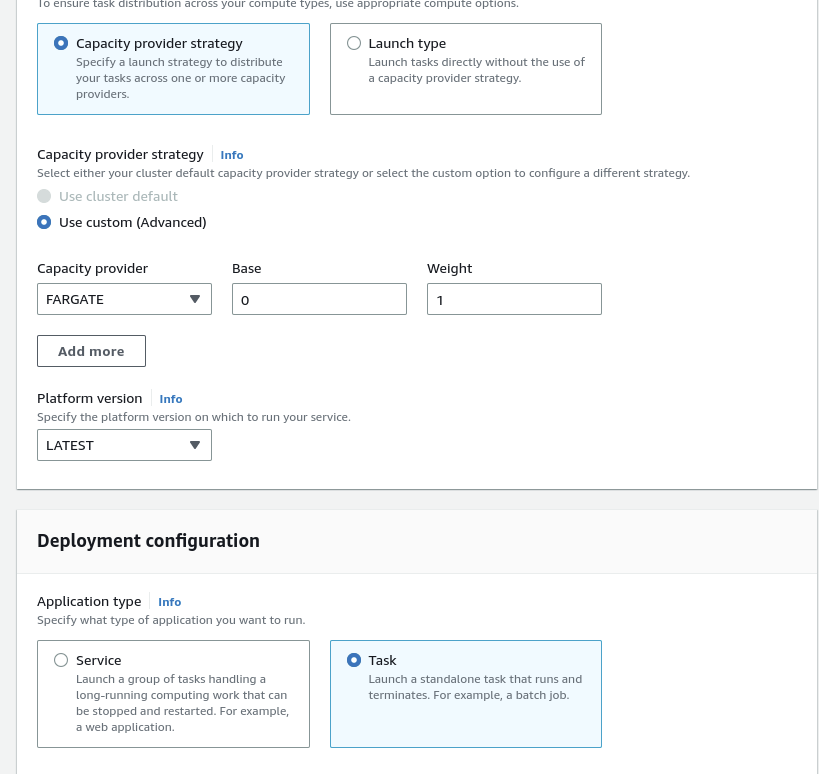 To ensure task distribution across your compute types, use appropriate compute options.
Capacity provider strategy
Specify a launch strategy to distribute
your tasks across one or more capacity
providers.
Launch type
Launch tasks directly without the use of
a capacity provider strategy.
Capacity provider strategy Info
Select either your cluster default capacity provider strategy or select the custom option to configure a different strategy.
Use cluster default
Use custom (Advanced)
Capacity provider Base Weight
FARGATE 0 1
Add more
Platform version Info
Specify the platform version on which to run your service.
LATEST
Deployment configuration
Application type Info
Specify what type of application you want to run.
Service
Launch a group of tasks handling a
long-running computing work that can
be stopped and restarted. For example,
a web application.
Task
Launch a standalone task that runs and
terminates. For example, a batch job.